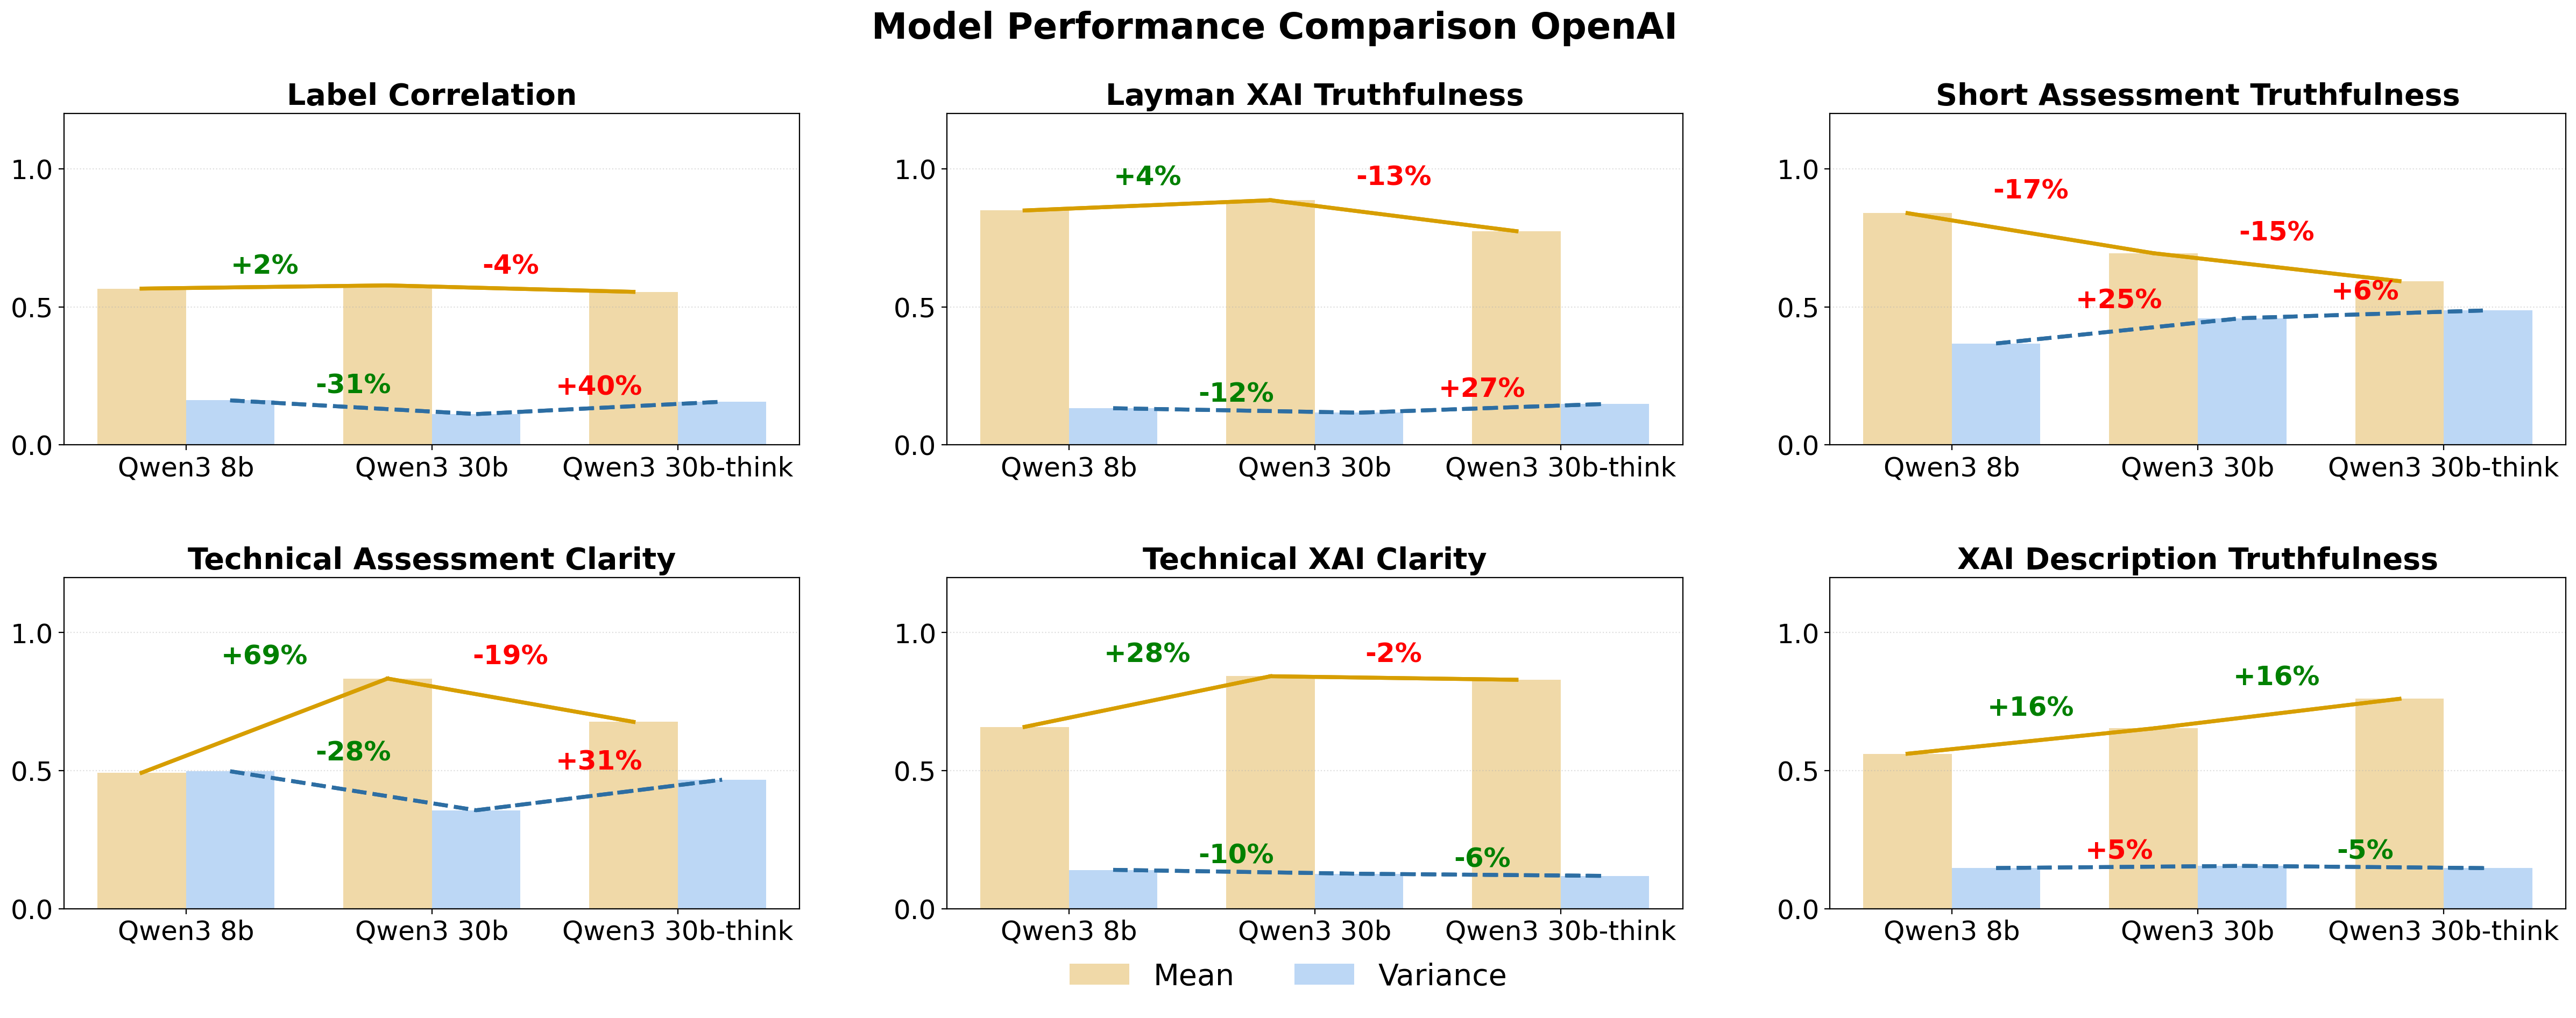 Model Performance Comparison OpenAI
Label Correlation
1.0
0.5
0.0
+2%
-4%
-31%
+40%
Qwen3 8b
Qwen3 30b
Qwen3 30b-think
Layman XAI Truthfulness
1.0
0.5
0.0
+4%
-13%
-12%
+27%
Qwen3 8b
Qwen3 30b
Qwen3 30b-think
Short Assessment Truthfulness
1.0
0.5
0.0
-17%
-15%
+25%
+6%
Qwen3 8b
Qwen3 30b
Qwen3 30b-think
Technical Assessment Clarity
1.0
0.5
0.0
+69%
-19%
-28%
+31%
Qwen3 8b
Qwen3 30b
Qwen3 30b-think
Technical XAI Clarity
1.0
0.5
0.0
+28%
-2%
-10%
-6%
Qwen3 8b
Qwen3 30b
Qwen3 30b-think
XAI Description Truthfulness
1.0
0.5
0.0
+16%
+16%
+5%
-5%
Qwen3 8b
Qwen3 30b
Qwen3 30b-think
Mean
Variance